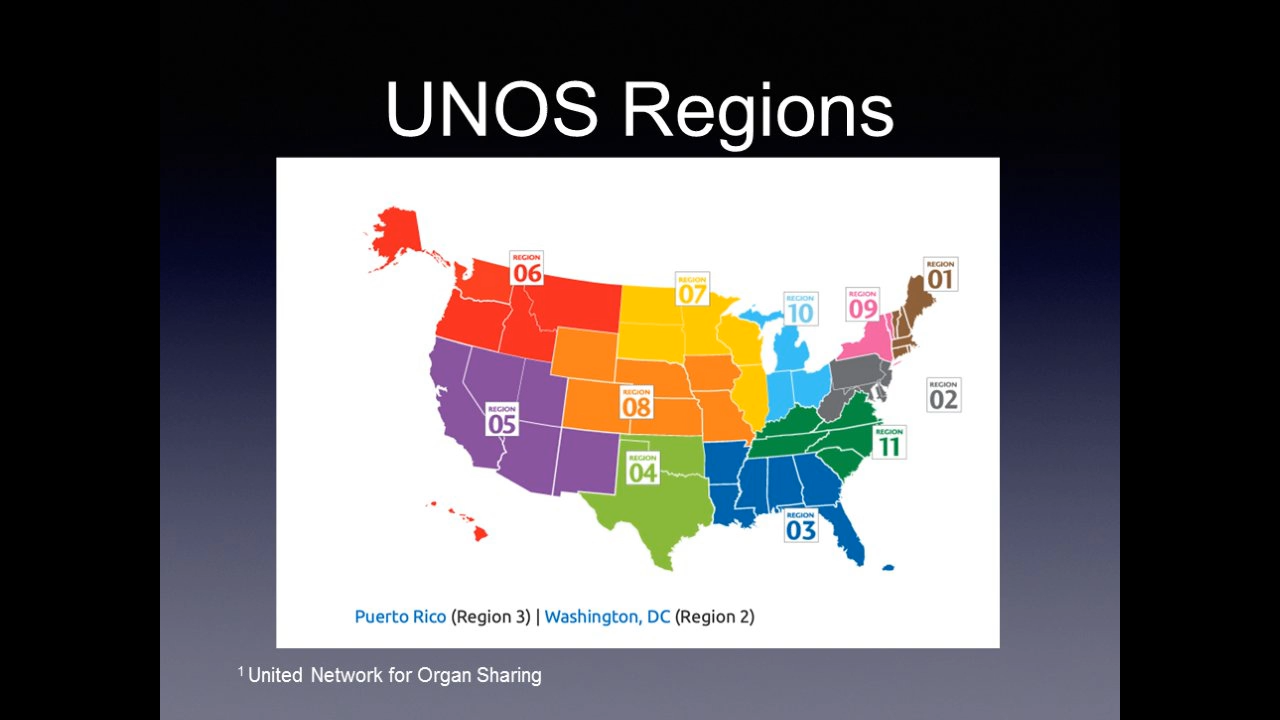 UNOS Regions
REGION
06
REGION
07
REGION
10
REGION
09
REGION
01
REGION
08
REGION
05
REGION
02
REGION
11
REGION
04
REGION
03
Puerto Rico (Region 3) | Washington, DC (Region 2)
1 United Network for Organ Sharing